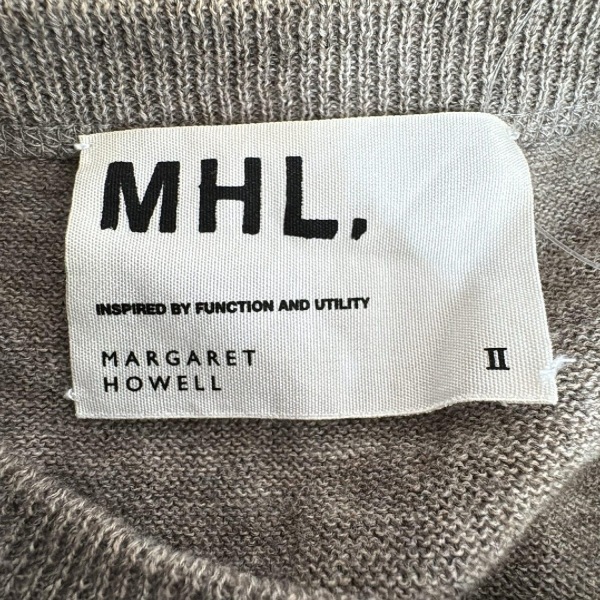 MHL.
INSPIRED BY FUNCTION AND UTILITY
MARGARET
HOWELL
II